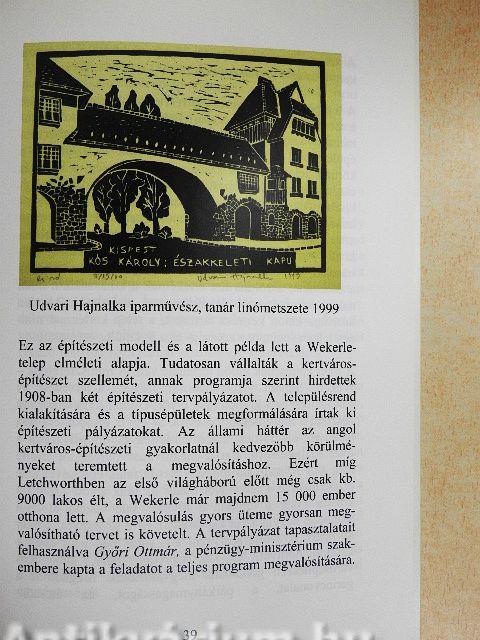 KISPEST
KÓS KÁROLY: ÉSZAKKELETI KAPU
Udvari Hajnalka 1999
Udvari Hajnalka iparművész, tanár linómetszete 1999
Ez az építészeti modell és a látott példa lett a Wekerle-
telep elméleti alapja. Tudatosan vállalták a kertváros-
építészet szellemét, annak programja szerint hirdettek
1908-ban két építészeti tervpályázatot. A településrend
kialakítására és a típusépületek megformálására írtak ki
építészeti pályázatokat. Az állami háttér az angol
kertváros-építészeti gyakorlatnál kedvezőbb körülmé-
nyeket teremtett a megvalósításhoz. Ezért míg
Letchworthben az első világháború előtt még csak kb.
9000 lakos élt, a Wekerle már majdnem 15 000 ember
otthona lett. A megvalósulás gyors üteme gyorsan meg-
valósítható tervet is követelt. A tervpályázat tapasztalatait
felhasználva Győri Ottmár, a pénzügy-minisztérium szak-
embere kapta a feladatot a teljes program megvalósítására.
39
Antikvarium.hu